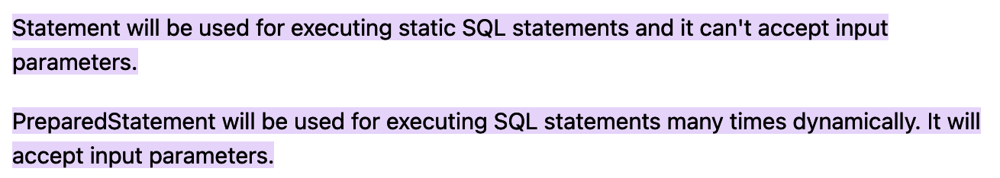 Statement will be used for executing static SQL statements and it can't accept input
parameters.
PreparedStatement will be used for executing SQL statements many times dynamically. It will
accept input parameters.